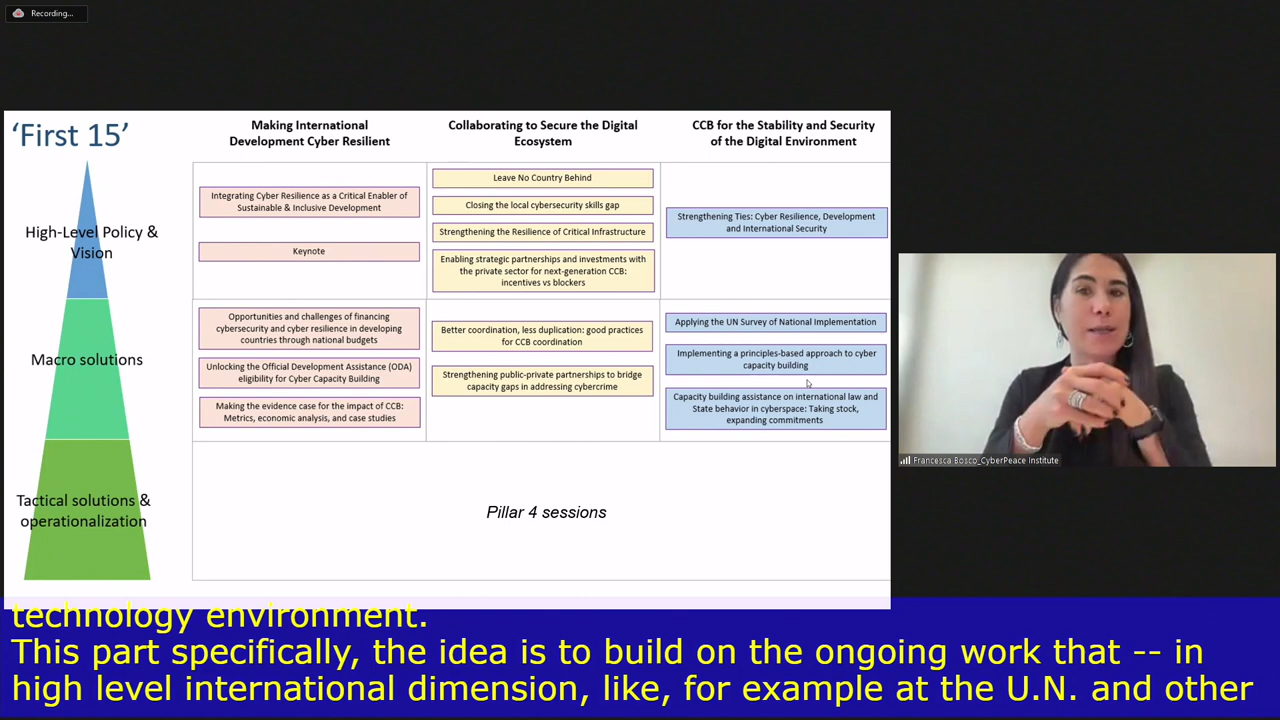 Recording...
'First 15'
Making International
Development Cyber Resilient
Collaborating to Secure the Digital
Ecosystem
CCB for the Stability and Security
of the Digital Environment
High-Level Policy &
Vision
Integrating Cyber Resilience as a Critical Enabler of
Sustainable & Inclusive Development
Keynote
Leave No Country Behind
Closing the local cybersecurity skills gap
Strengthening the Resilience of Critical Infrastructure
Enabling strategic partnerships and investments with
the private sector for next-generation CCB:
incentives vs blockers
Strengthening Ties: Cyber Resilience, Development
and International Security
Macro solutions
Opportunities and challenges of financing
cybersecurity and cyber resilience in developing
countries through national budgets
Unlocking the Official Development Assistance (ODA)
eligibility for Cyber Capacity Building
Making the evidence case for the impact of CCB:
Metrics, economic analysis, and case studies
Better coordination, less duplication: good practices
for CCB coordination
Strengthening public-private partnerships to bridge
capacity gaps in addressing cybercrime
Applying the UN Survey of National Implementation
Implementing a principles-based approach to cyber
capacity building
Capacity building assistance on international law and
State behavior in cyberspace: Taking stock,
expanding commitments
Tactical solutions &
operationalization
Pillar 4 sessions
Francesca Bosco_CyberPeace Institute
technology environment.
This part specifically, the idea is to build on the ongoing work that -- in
high level international dimension, like, for example at the U.N. and other